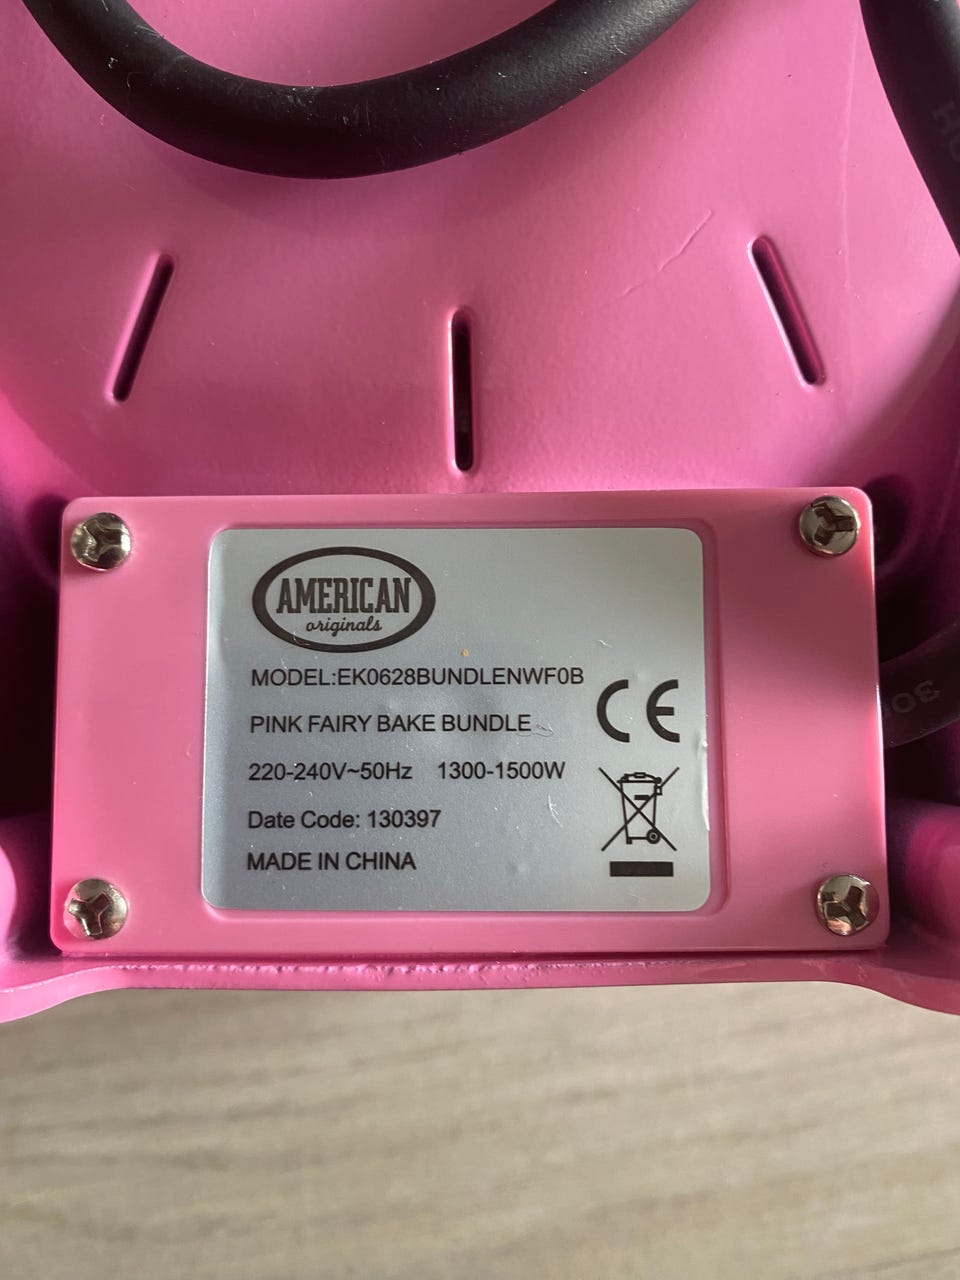 AMERICAN
originals
MODEL:EK0628BUNDLENWF0B
PINK FAIRY BAKE BUNDLE
220-240V~50Hz 1300-1500W
Date Code: 130397
MADE IN CHINA
CE